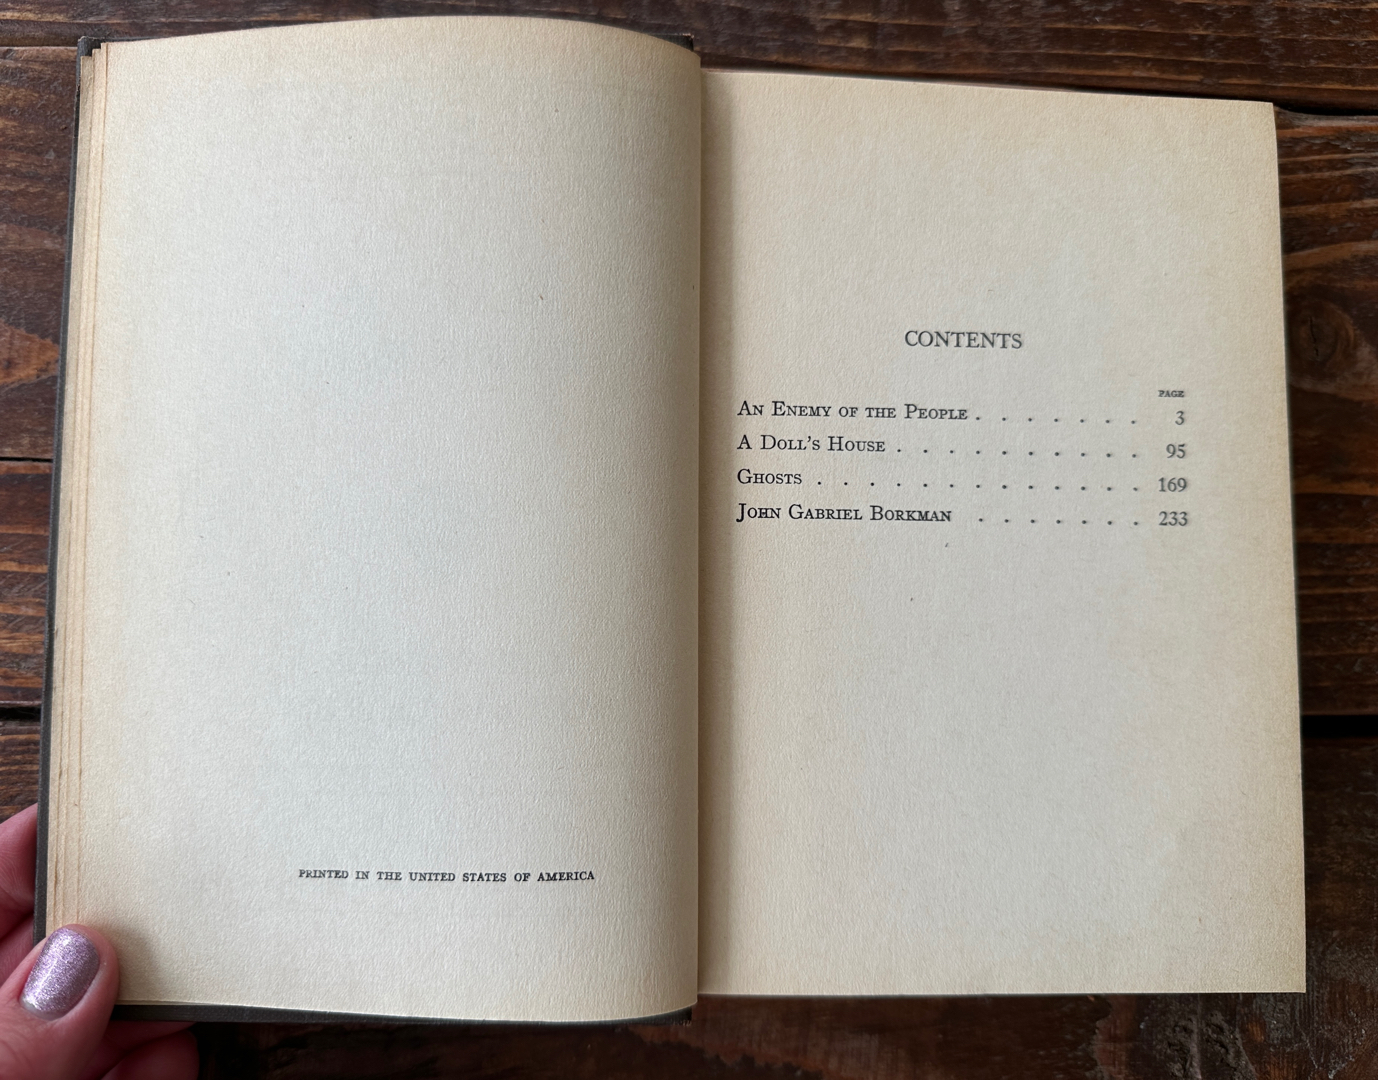 PRINTED IN THE UNITED STATES OF AMERICA
CONTENTS
PAGE
An Enemy of the People . . . . . . . 3
A Doll's House . . . . . . . . . . 95
Ghosts . . . . . . . . . . . . . 169
John Gabriel Borkman . . . . . . . 233